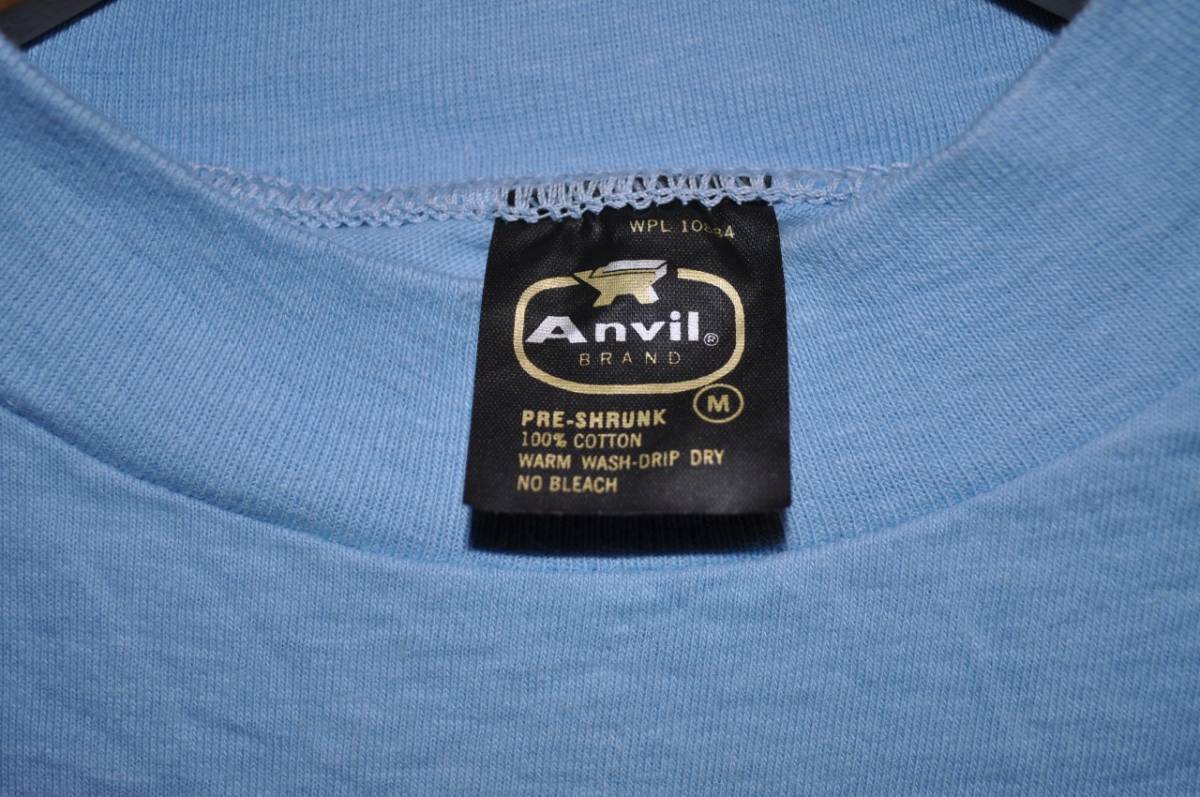 WPL 10884
Anvil®
BRAND
M
PRE-SHRUNK
100% COTTON
WARM WASH-DRIP DRY
NO BLEACH